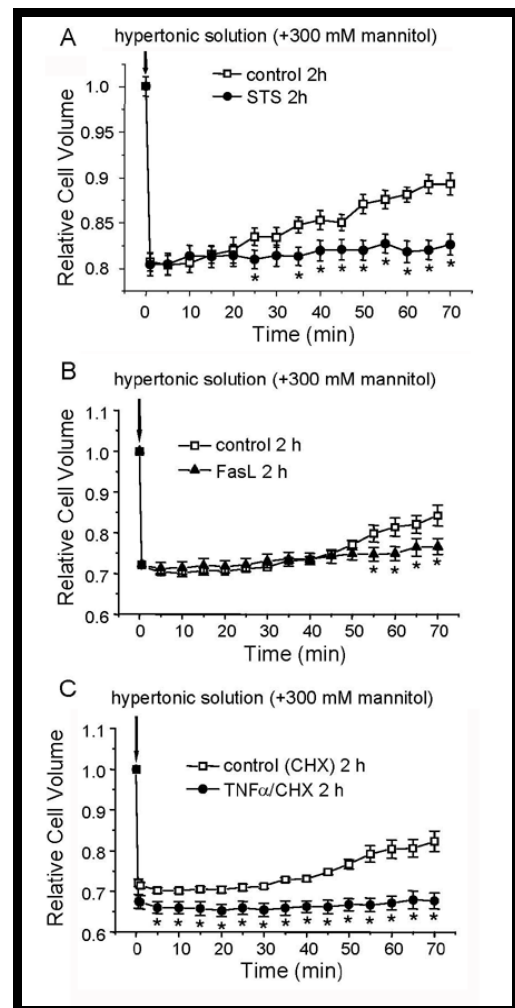 A
hypertonic solution (+300 mM mannitol)
control 2h
STS 2h
Relative Cell Volume
1.0
0.95
0.9
0.85
0.8
* * * * * * * * *
0 10 20 30 40 50 60 70
Time (min)
B
hypertonic solution (+300 mM mannitol)
control 2 h
FasL 2 h
Relative Cell Volume
1.1
1.0
0.9
0.8
0.7
0.6
* * * *
0 10 20 30 40 50 60 70
Time (min)
C
hypertonic solution (+300 mM mannitol)
control (CHX) 2 h
TNFα/CHX 2 h
Relative Cell Volume
1.1
1.0
0.9
0.8
0.7
0.6
* * * * * * * * * * * * * *
0 10 20 30 40 50 60 70
Time (min)